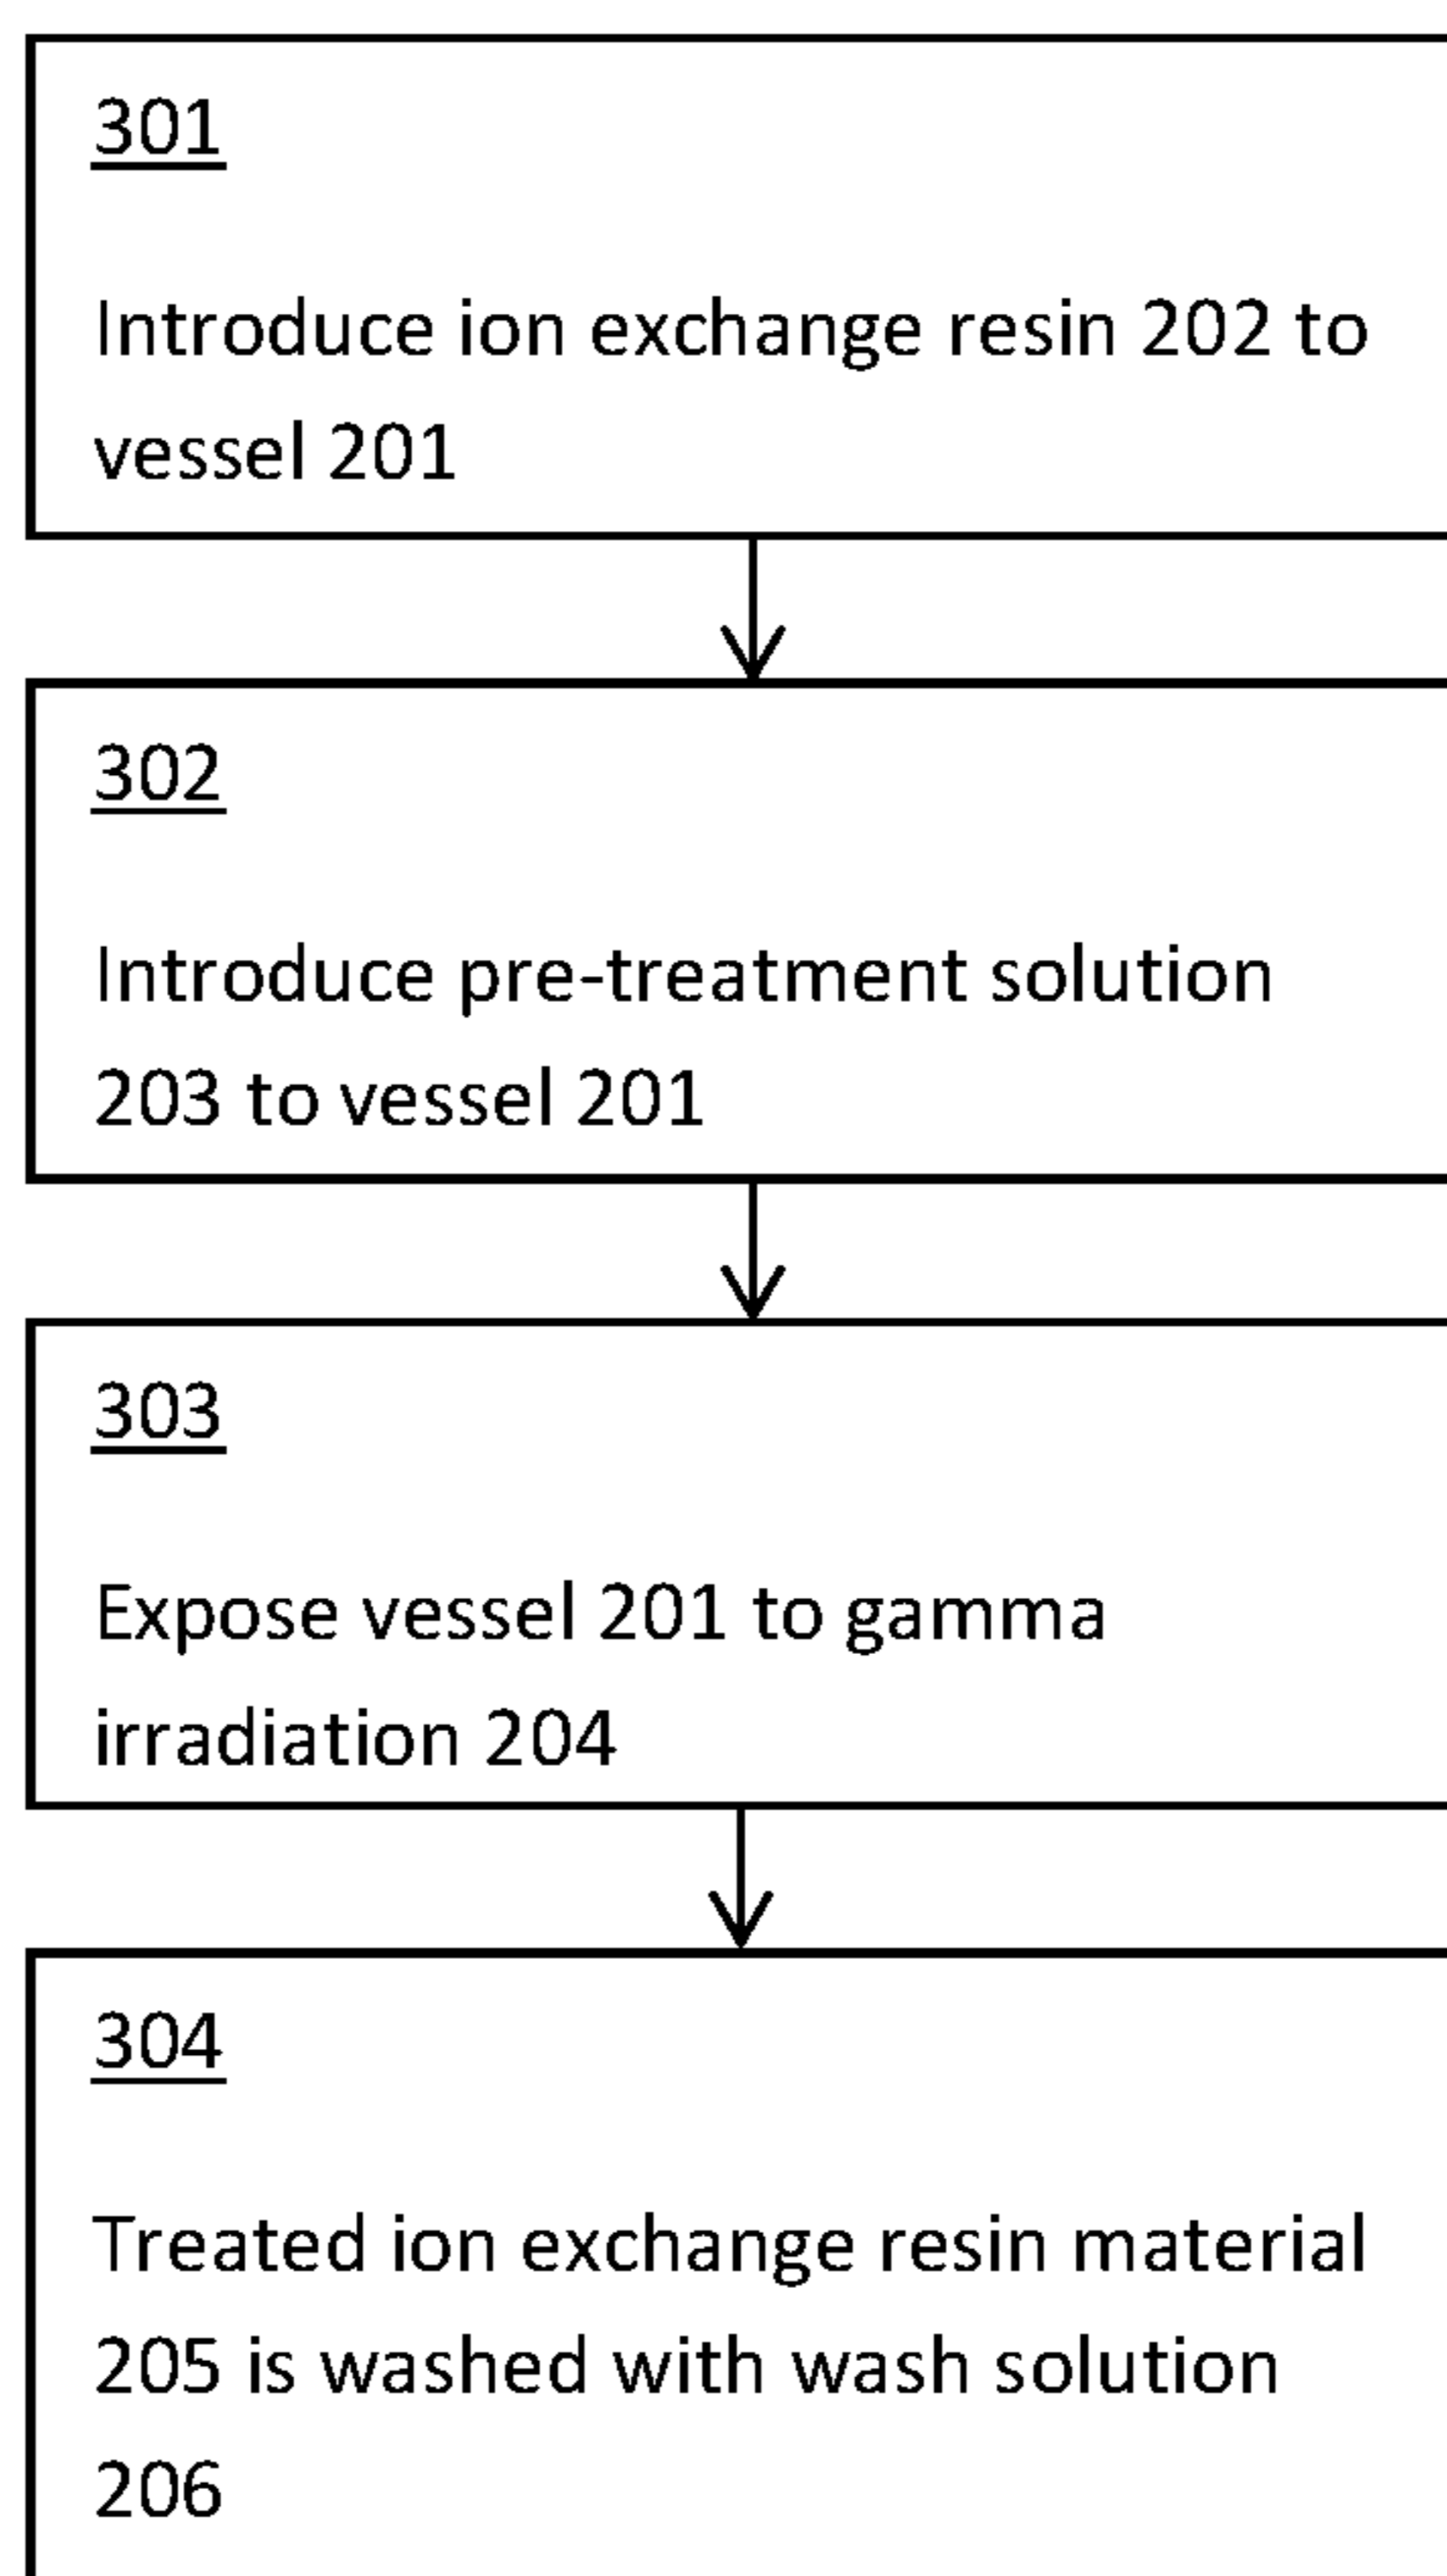 301
Introduce ion exchange resin 202 to
vessel 201
302
Introduce pre-treatment solution
203 to vessel 201
303
Expose vessel 201 to gamma
irradiation 204
304
Treated ion exchange resin material
205 is washed with wash solution
206